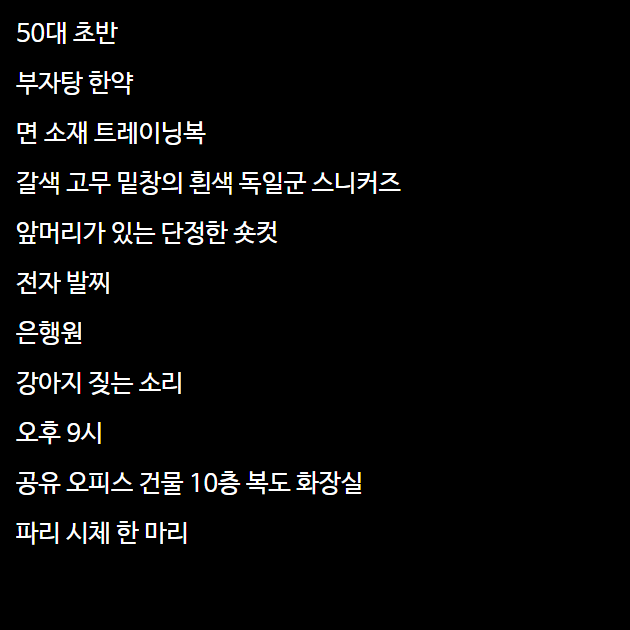 50대 초반
부자탕 한약
면 소재 트레이닝복
갈색 고무 밑창의 흰색 독일군 스니커즈
앞머리가 있는 단정한 숏컷
전자 발찌
은행원
강아지 짖는 소리
오후 9시
공유 오피스 건물 10층 복도 화장실
파리 시체 한 마리